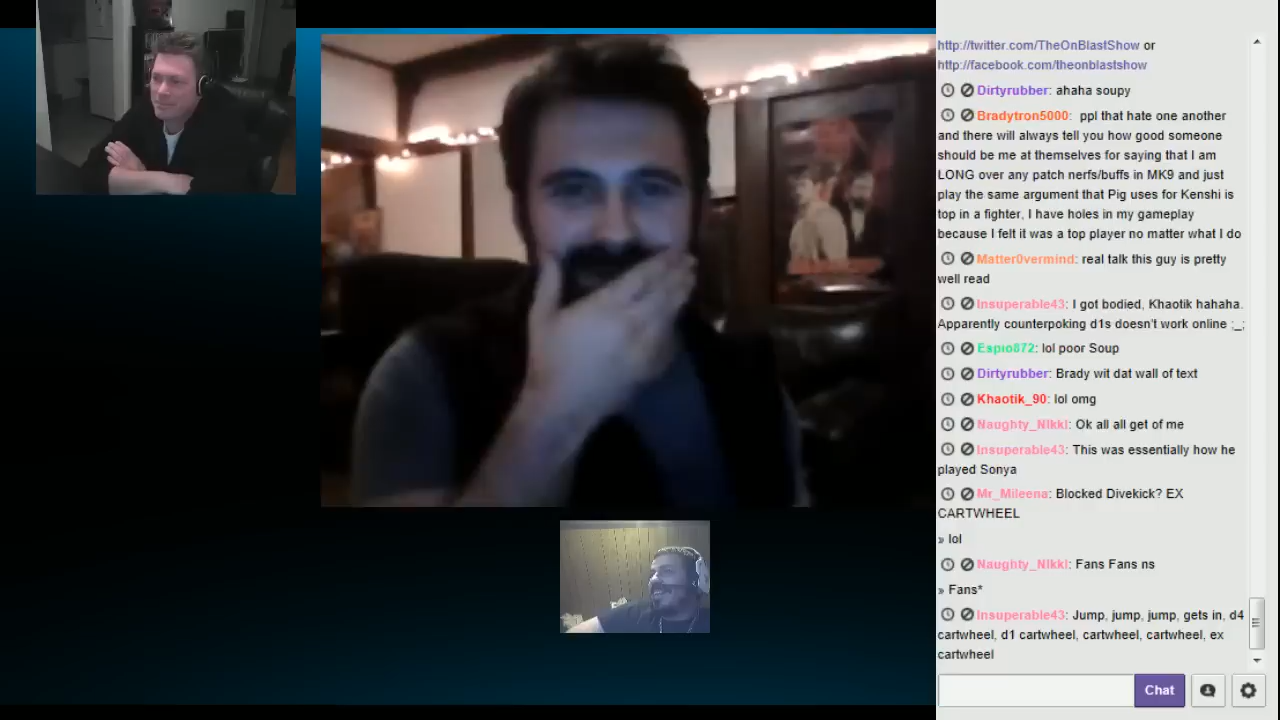 http://twitter.com/TheOnBlastShow or
http://facebook.com/theonblastshow
Dirtyrubber: ahaha soupy
Bradytron5000: ppl that hate one another
and there will always tell you how good someone
should be me at themselves for saying that I am
LONG over any patch nerfs/buffs in MK9 and just
play the same argument that Pig uses for Kenshi is
top in a fighter, I have holes in my gameplay
because I felt it was a top player no matter what I do
Matter0vermind: real talk this guy is pretty
well read
Insuperable43: I got bodied, Khaotik hahaha.
Apparently counterpoking d1s doesn't work online ;_;
Espio872: lol poor Soup
Dirtyrubber: Brady wit dat wall of text
Khaotik_90: lol omg
Naughty_NIkkI: Ok all all get of me
Insuperable43: This was essentially how he
played Sonya
Mr_Mileena: Blocked Divekick? EX
CARTWHEEL
» lol
Naughty_NIkkI: Fans Fans ns
» Fans*
Insuperable43: Jump, jump, jump, gets in, d4
cartwheel, d1 cartwheel, cartwheel, cartwheel, ex
cartwheel
Chat